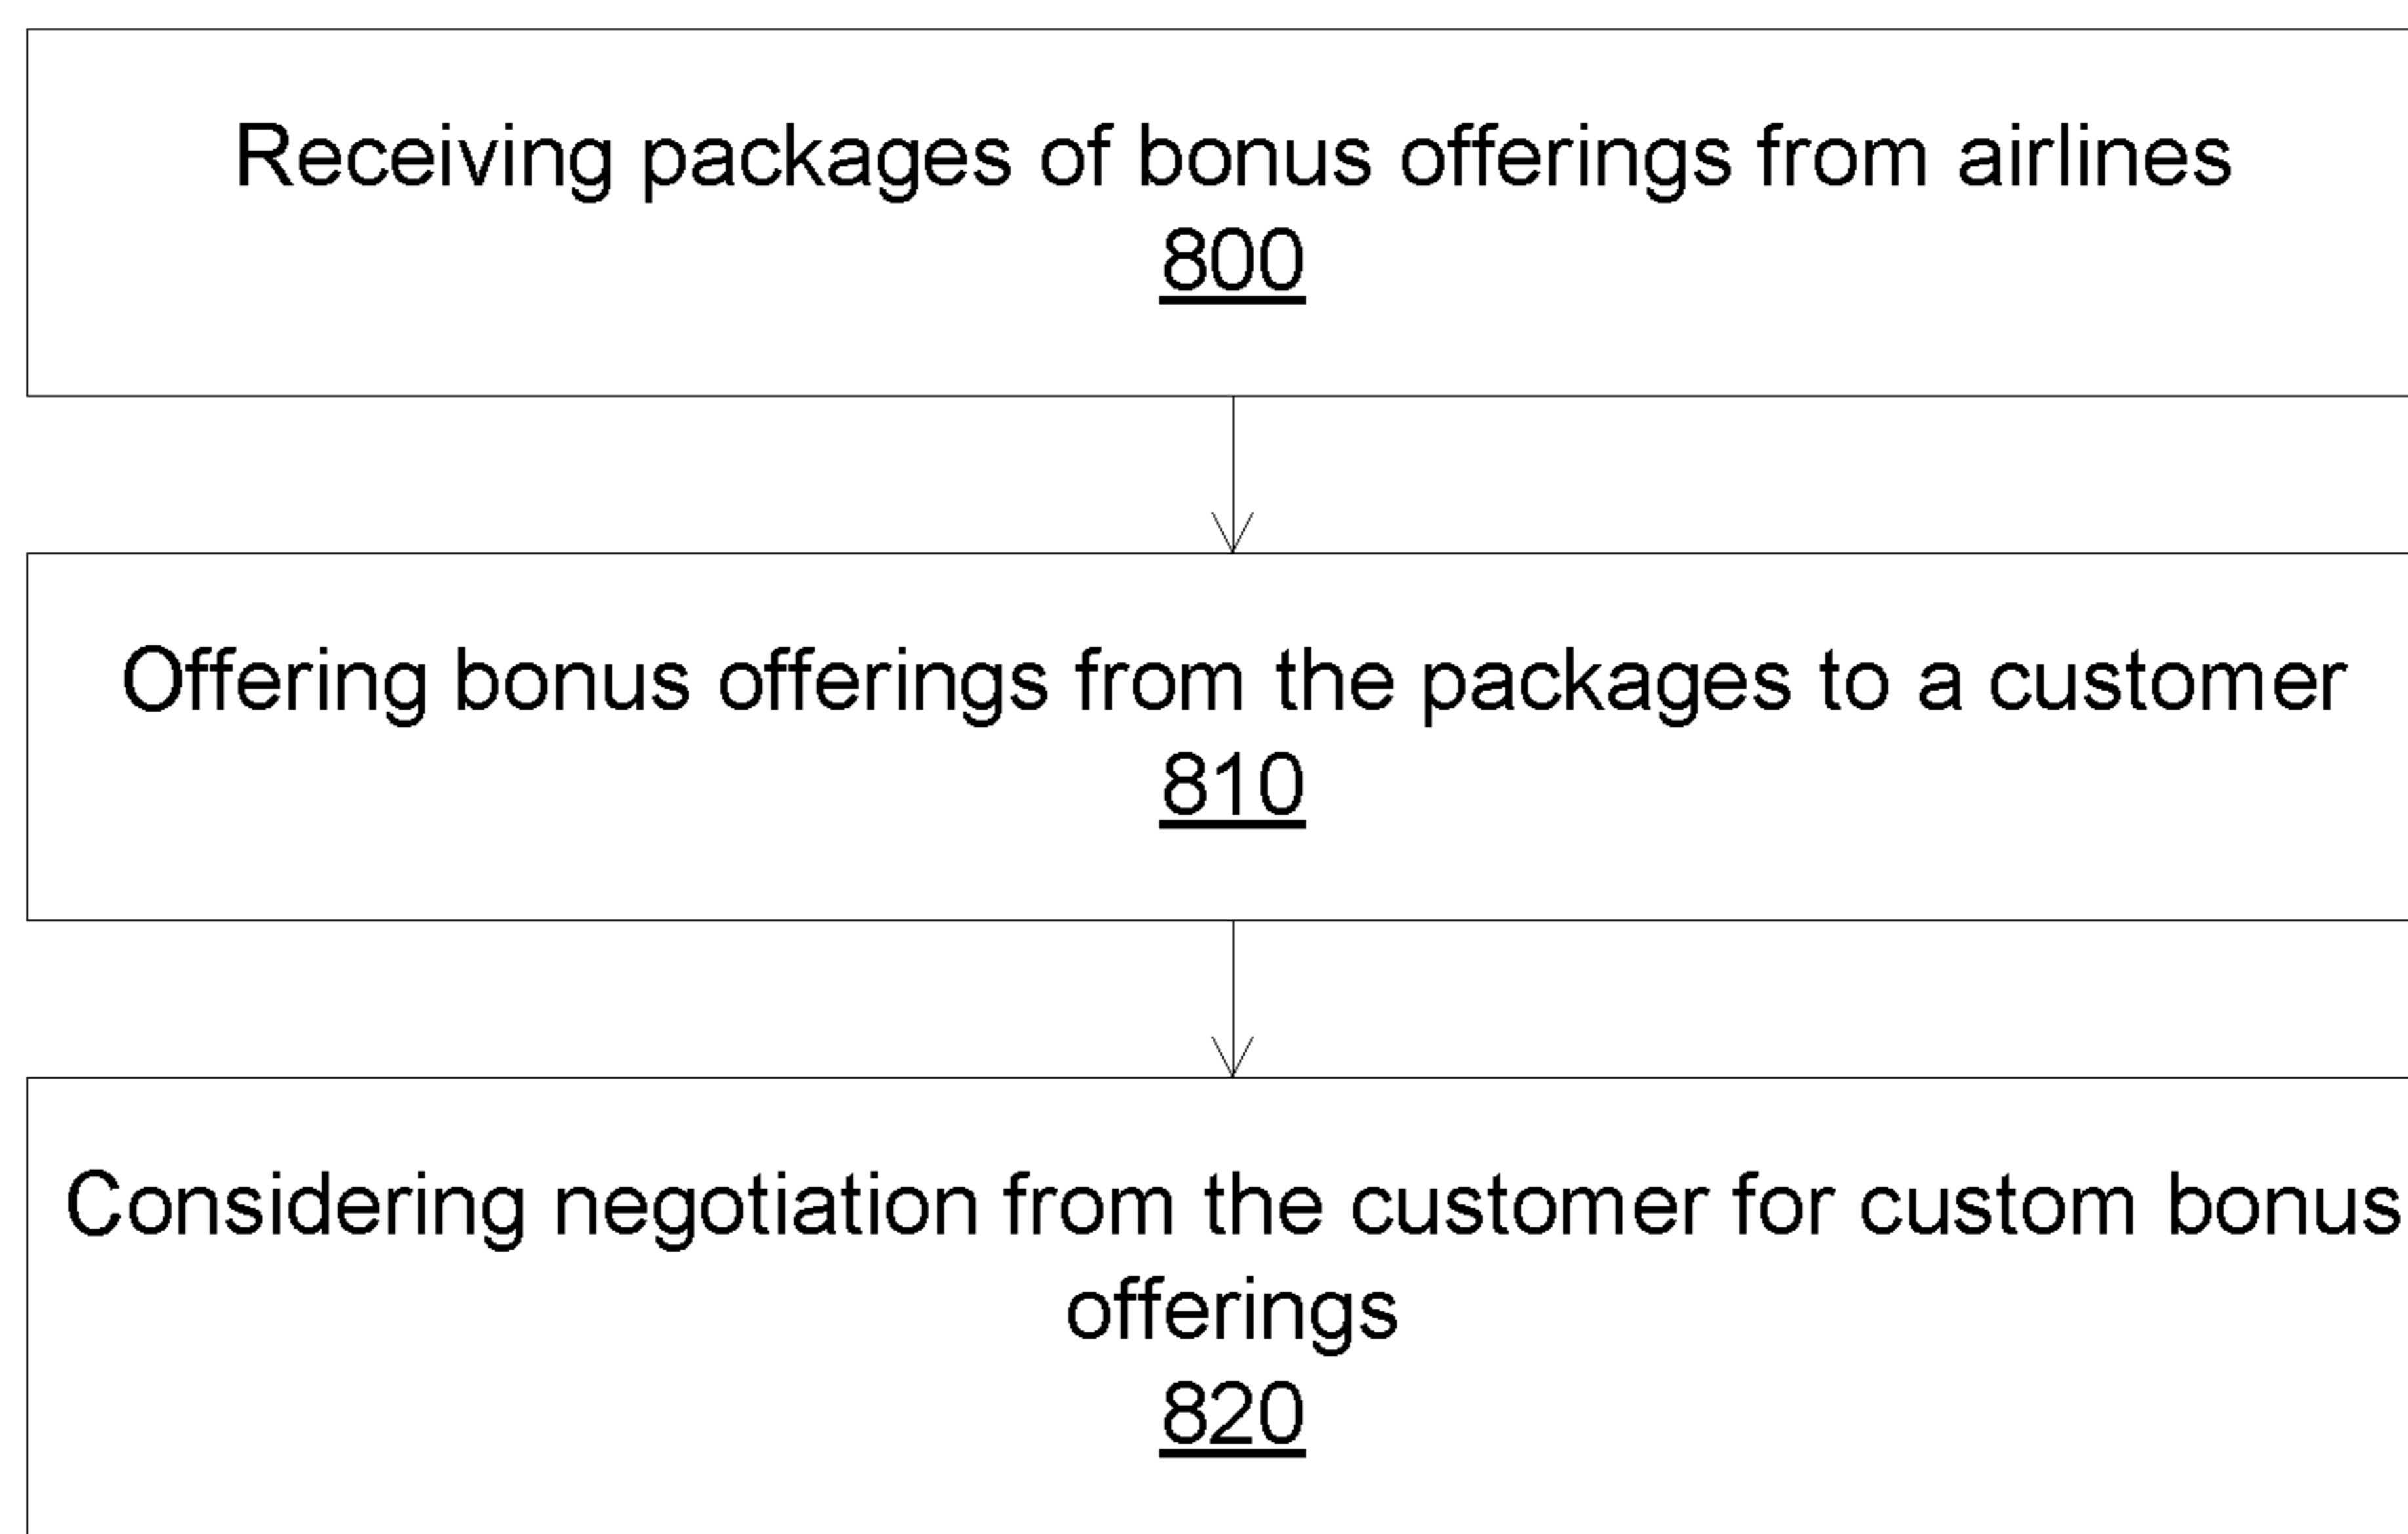 Receiving packages of bonus offerings from airlines
800
Offering bonus offerings from the packages to a customer
810
Considering negotiation from the customer for custom bonus
offerings
820